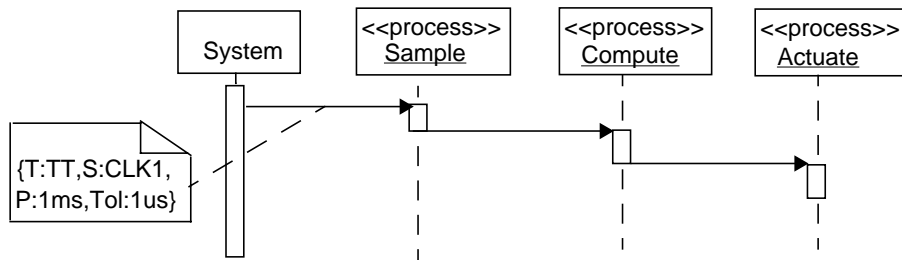 System
<<process>>
Sample
<<process>>
Compute
<<process>>
Actuate
{T:TT,S:CLK1,
P:1ms,Tol:1us}